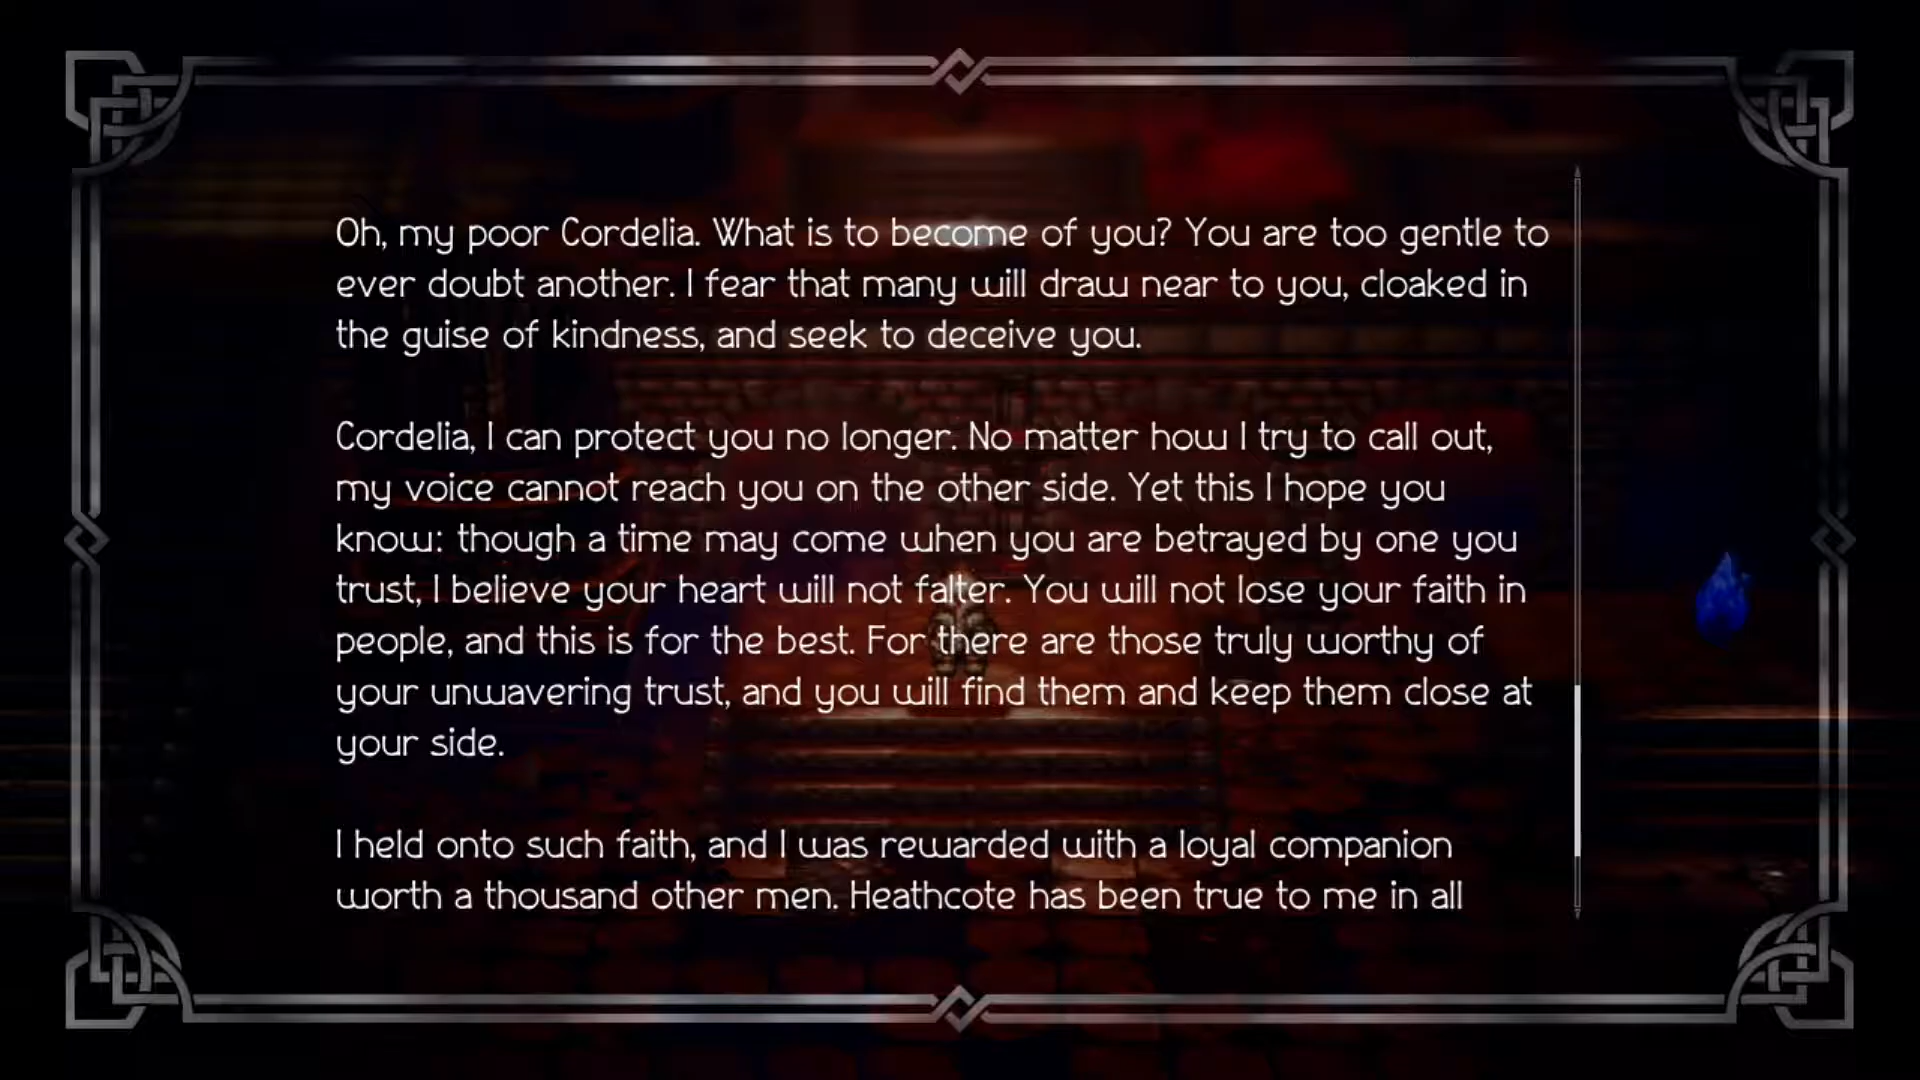 Oh, my poor Cordelia. What is to become of you? You are too gentle to
ever doubt another. I fear that many will draw near to you, cloaked in
the guise of kindness, and seek to deceive you.
Cordelia, I can protect you no longer. No matter how I try to call out,
my voice cannot reach you on the other side. Yet this I hope you
know: though a time may come when you are betrayed by one you
trust, I believe your heart will not falter. You will not lose your faith in
people, and this is for the best. For there are those truly worthy of
your unwavering trust, and you will find them and keep them close at
your side.
I held onto such faith, and I was rewarded with a loyal companion
worth a thousand other men. Heathcote has been true to me in all